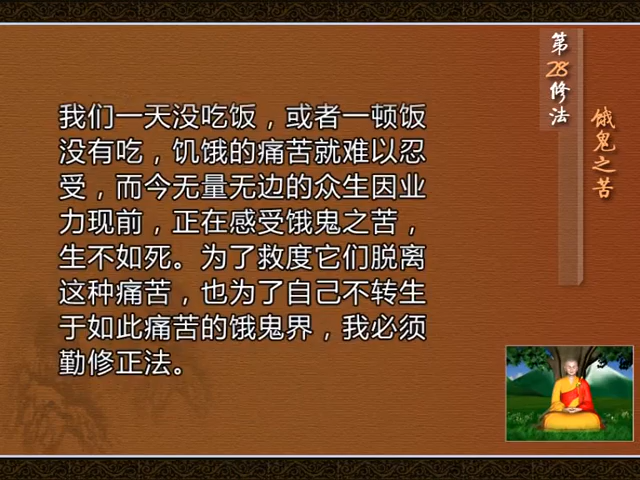 我们一天没吃饭，或者一顿饭
没有吃，饥饿的痛苦就难以忍
受，而今无量无边的众生因业
力现前，正在感受饿鬼之苦，
生不如死。为了救度它们脱离
这种痛苦，也为了自己不转生
于如此痛苦的饿鬼界，我必须
勤修正法。
第28修法
饿鬼之苦